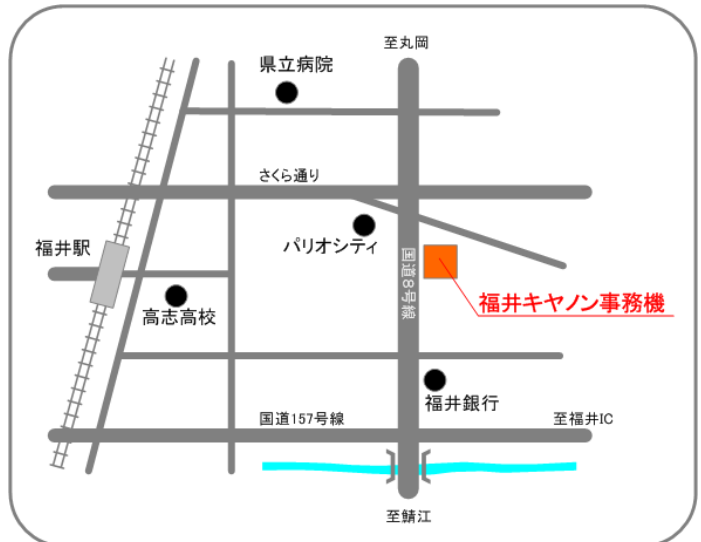 至丸岡
県立病院
さくら通り
福井駅
パリオシティ
国道8号線
福井キヤノン事務機
高志高校
福井銀行
国道157号線
至福井IC
至鯖江